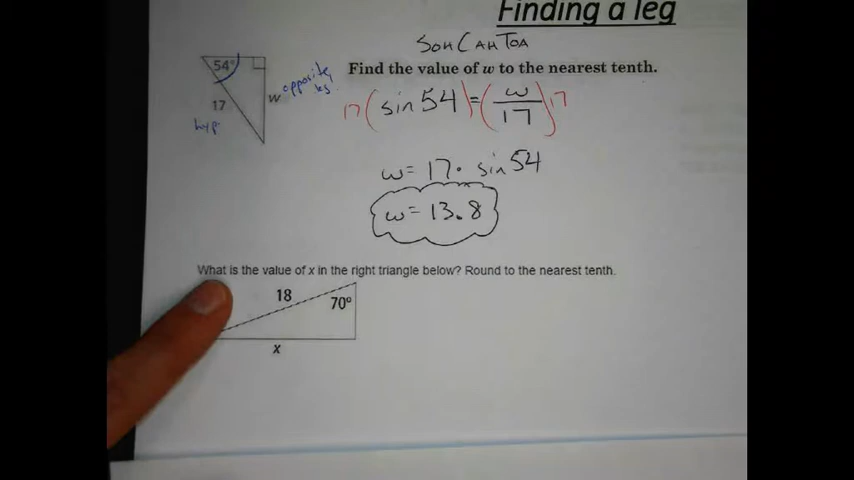 Finding a leg
SOH CAH TOA
Find the value of w to the nearest tenth.
54°
17
hyp
w
opposite
leg
17 ( sin 54 ) = ( w / 17 ) 17
w = 17 · sin 54
w = 13.8
What is the value of x in the right triangle below? Round to the nearest tenth.
18
70°
x